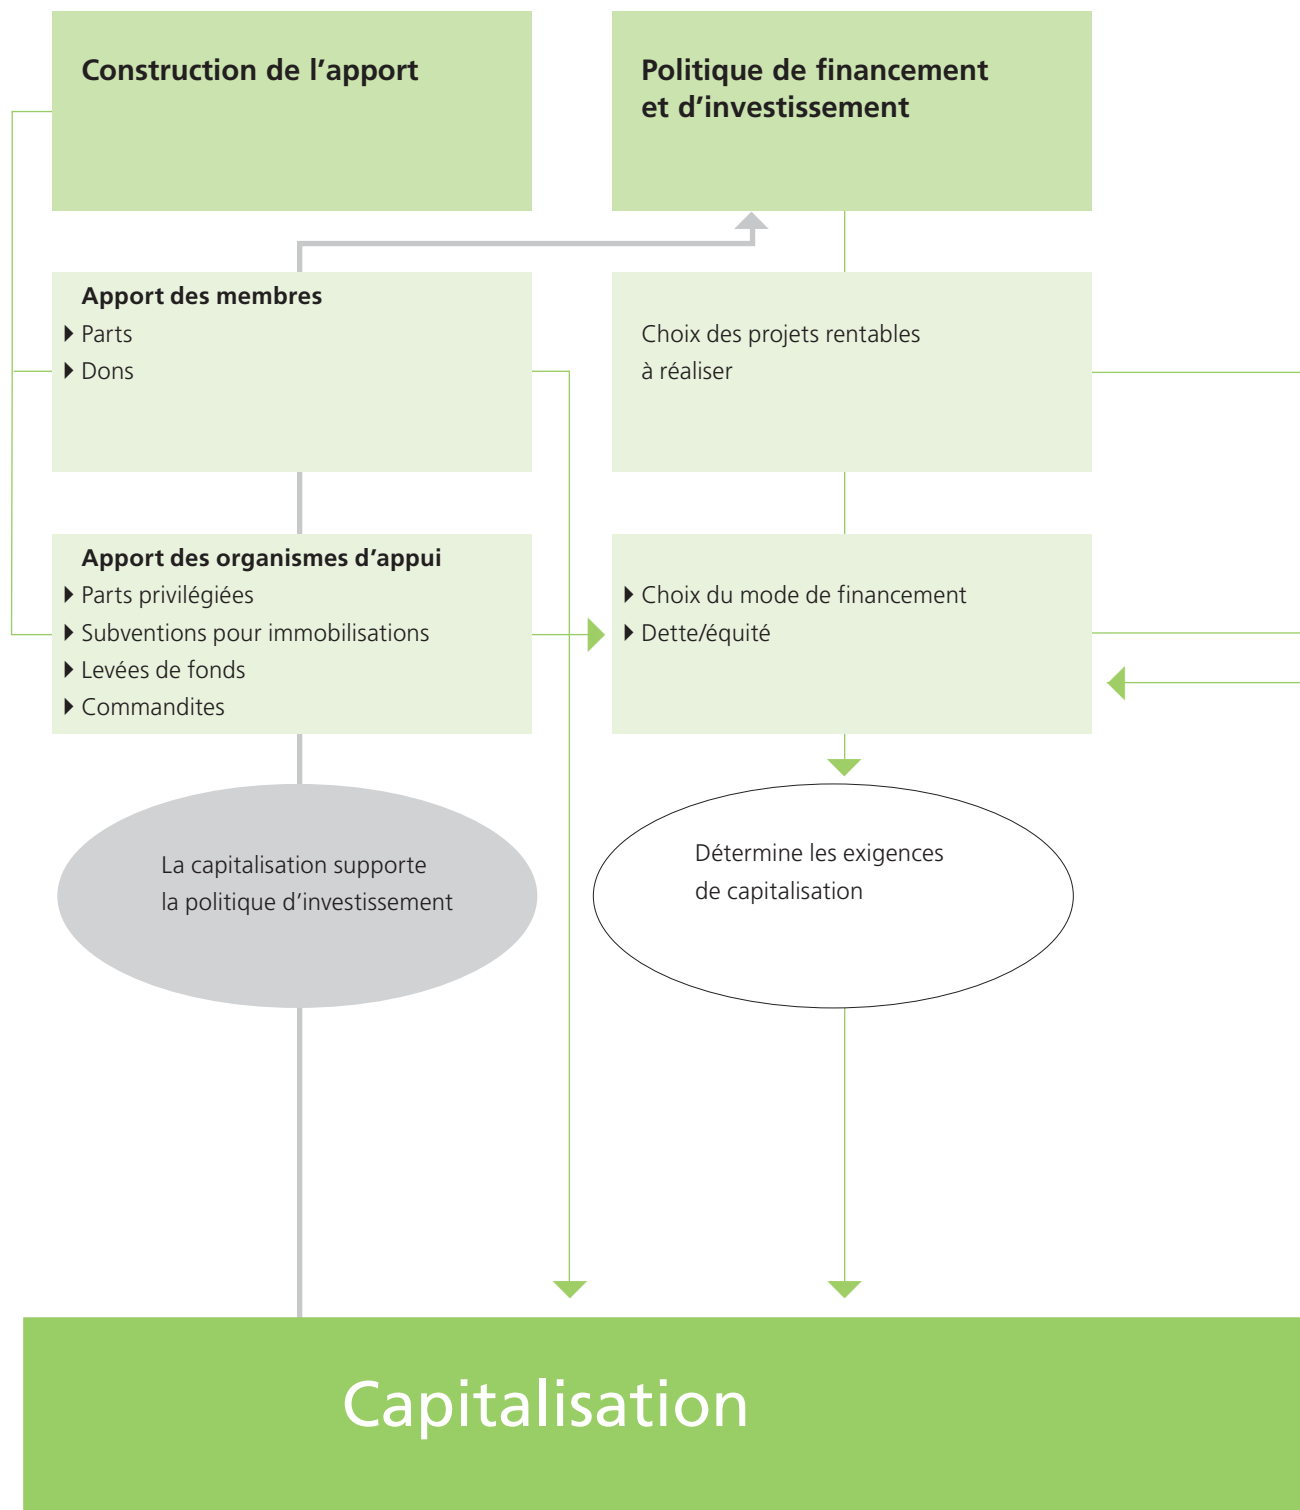 Construction de l’apport
Politique de financement
et d’investissement
Apport des membres
Parts
Dons
Choix des projets rentables
à réaliser
Apport des organismes d’appui
Parts privilégiées
Subventions pour immobilisations
Levées de fonds
Commandites
Choix du mode de financement
Dette/équité
La capitalisation supporte
la politique d’investissement
Détermine les exigences
de capitalisation
Capitalisation